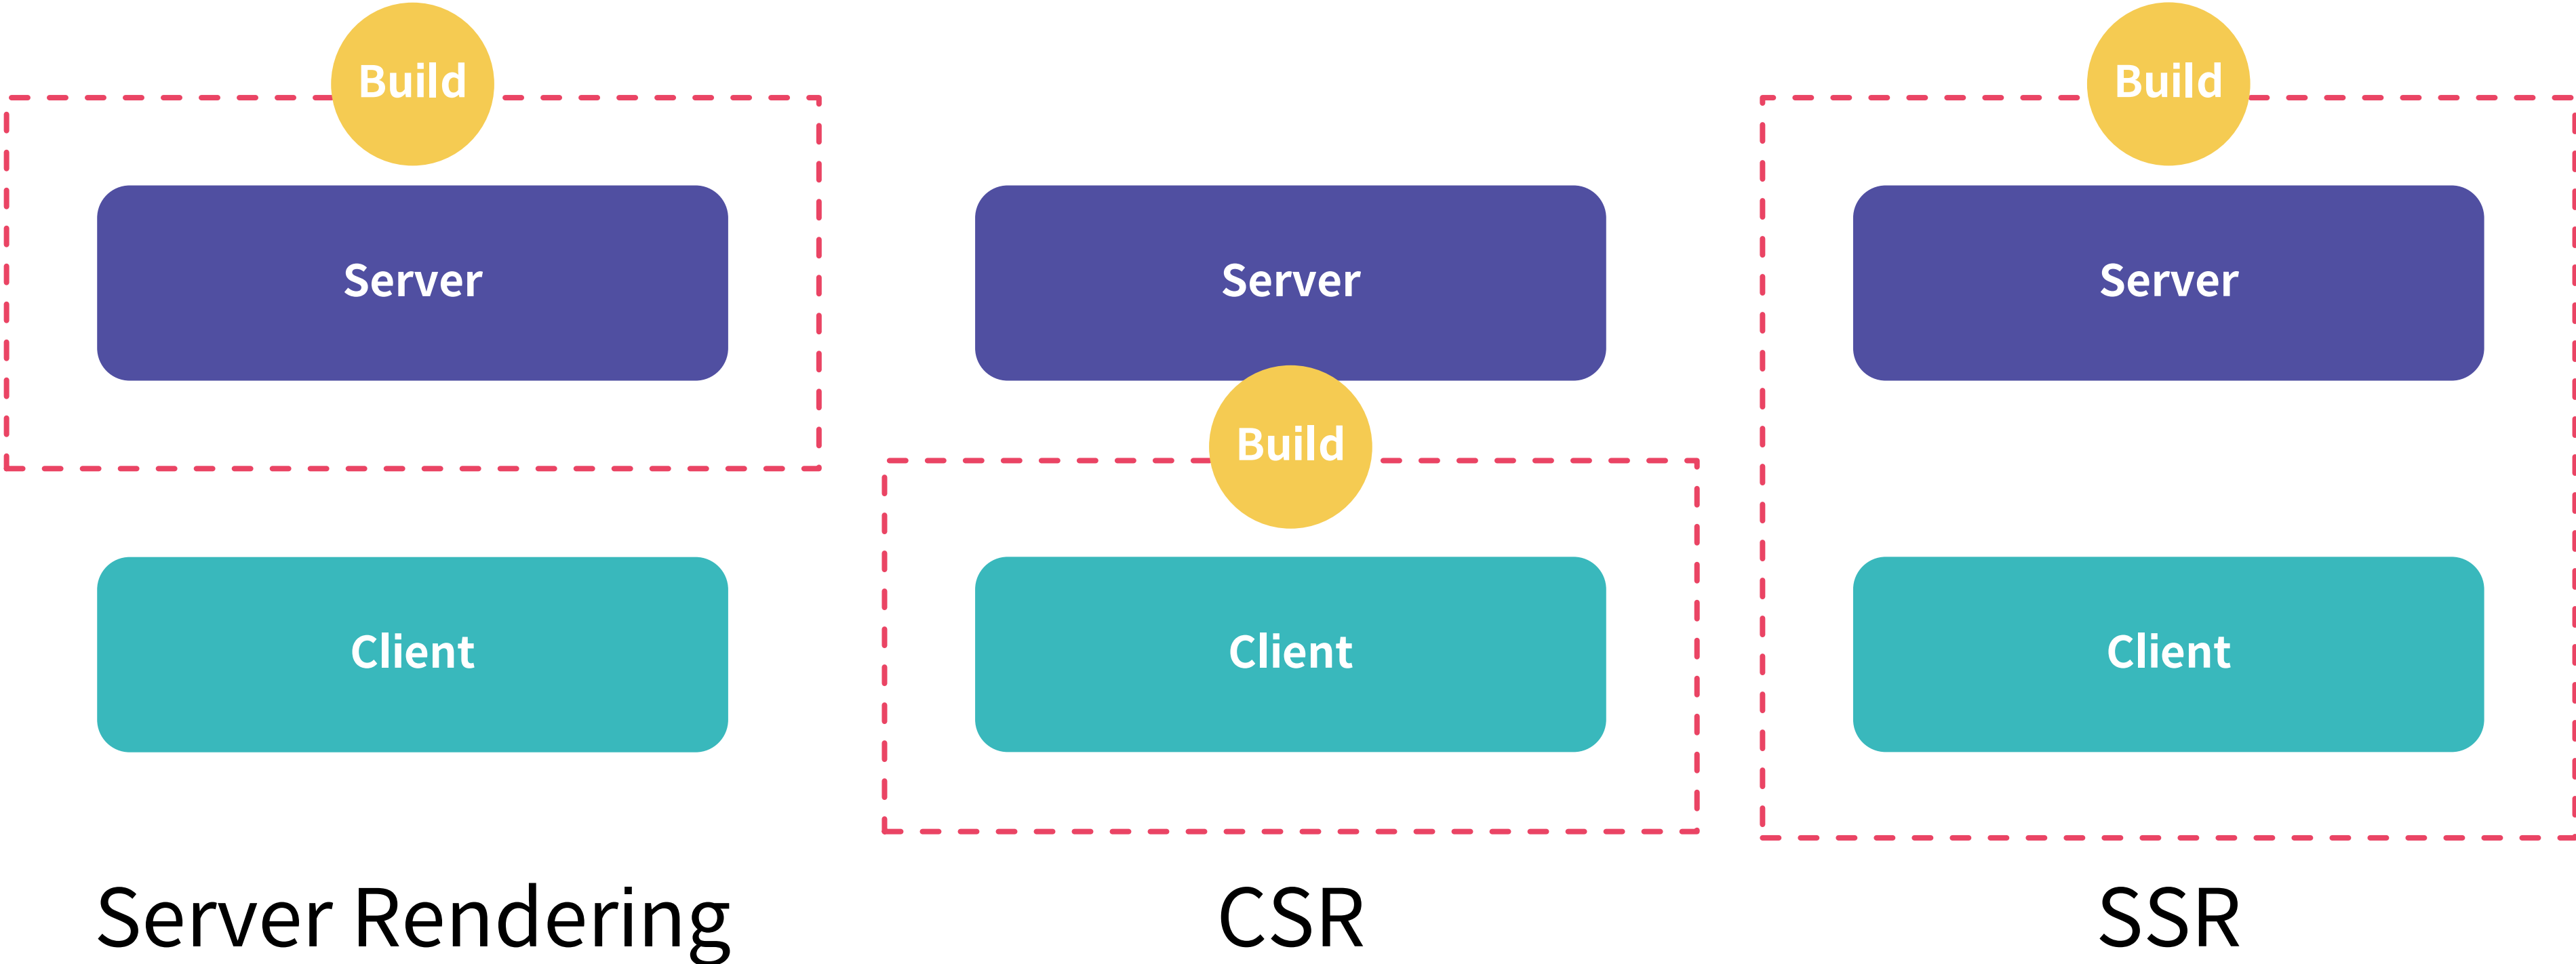 Build
Server
Client
Server Rendering
Server
Build
Client
CSR
Build
Server
Client
SSR